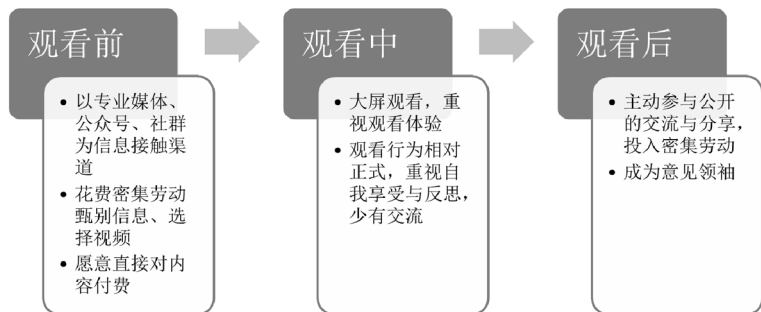 观看前
• 以专业媒体、
公众号、社群
为信息接触渠
道
• 花费密集劳动
甄别信息、选
择视频
• 愿意直接对内
容付费
观看中
• 大屏观看，重
视观看体验
• 观看行为相对
正式，重视自
我享受与反思，
少有交流
观看后
• 主动参与公开
的交流与分享，
投入密集劳动
• 成为意见领袖